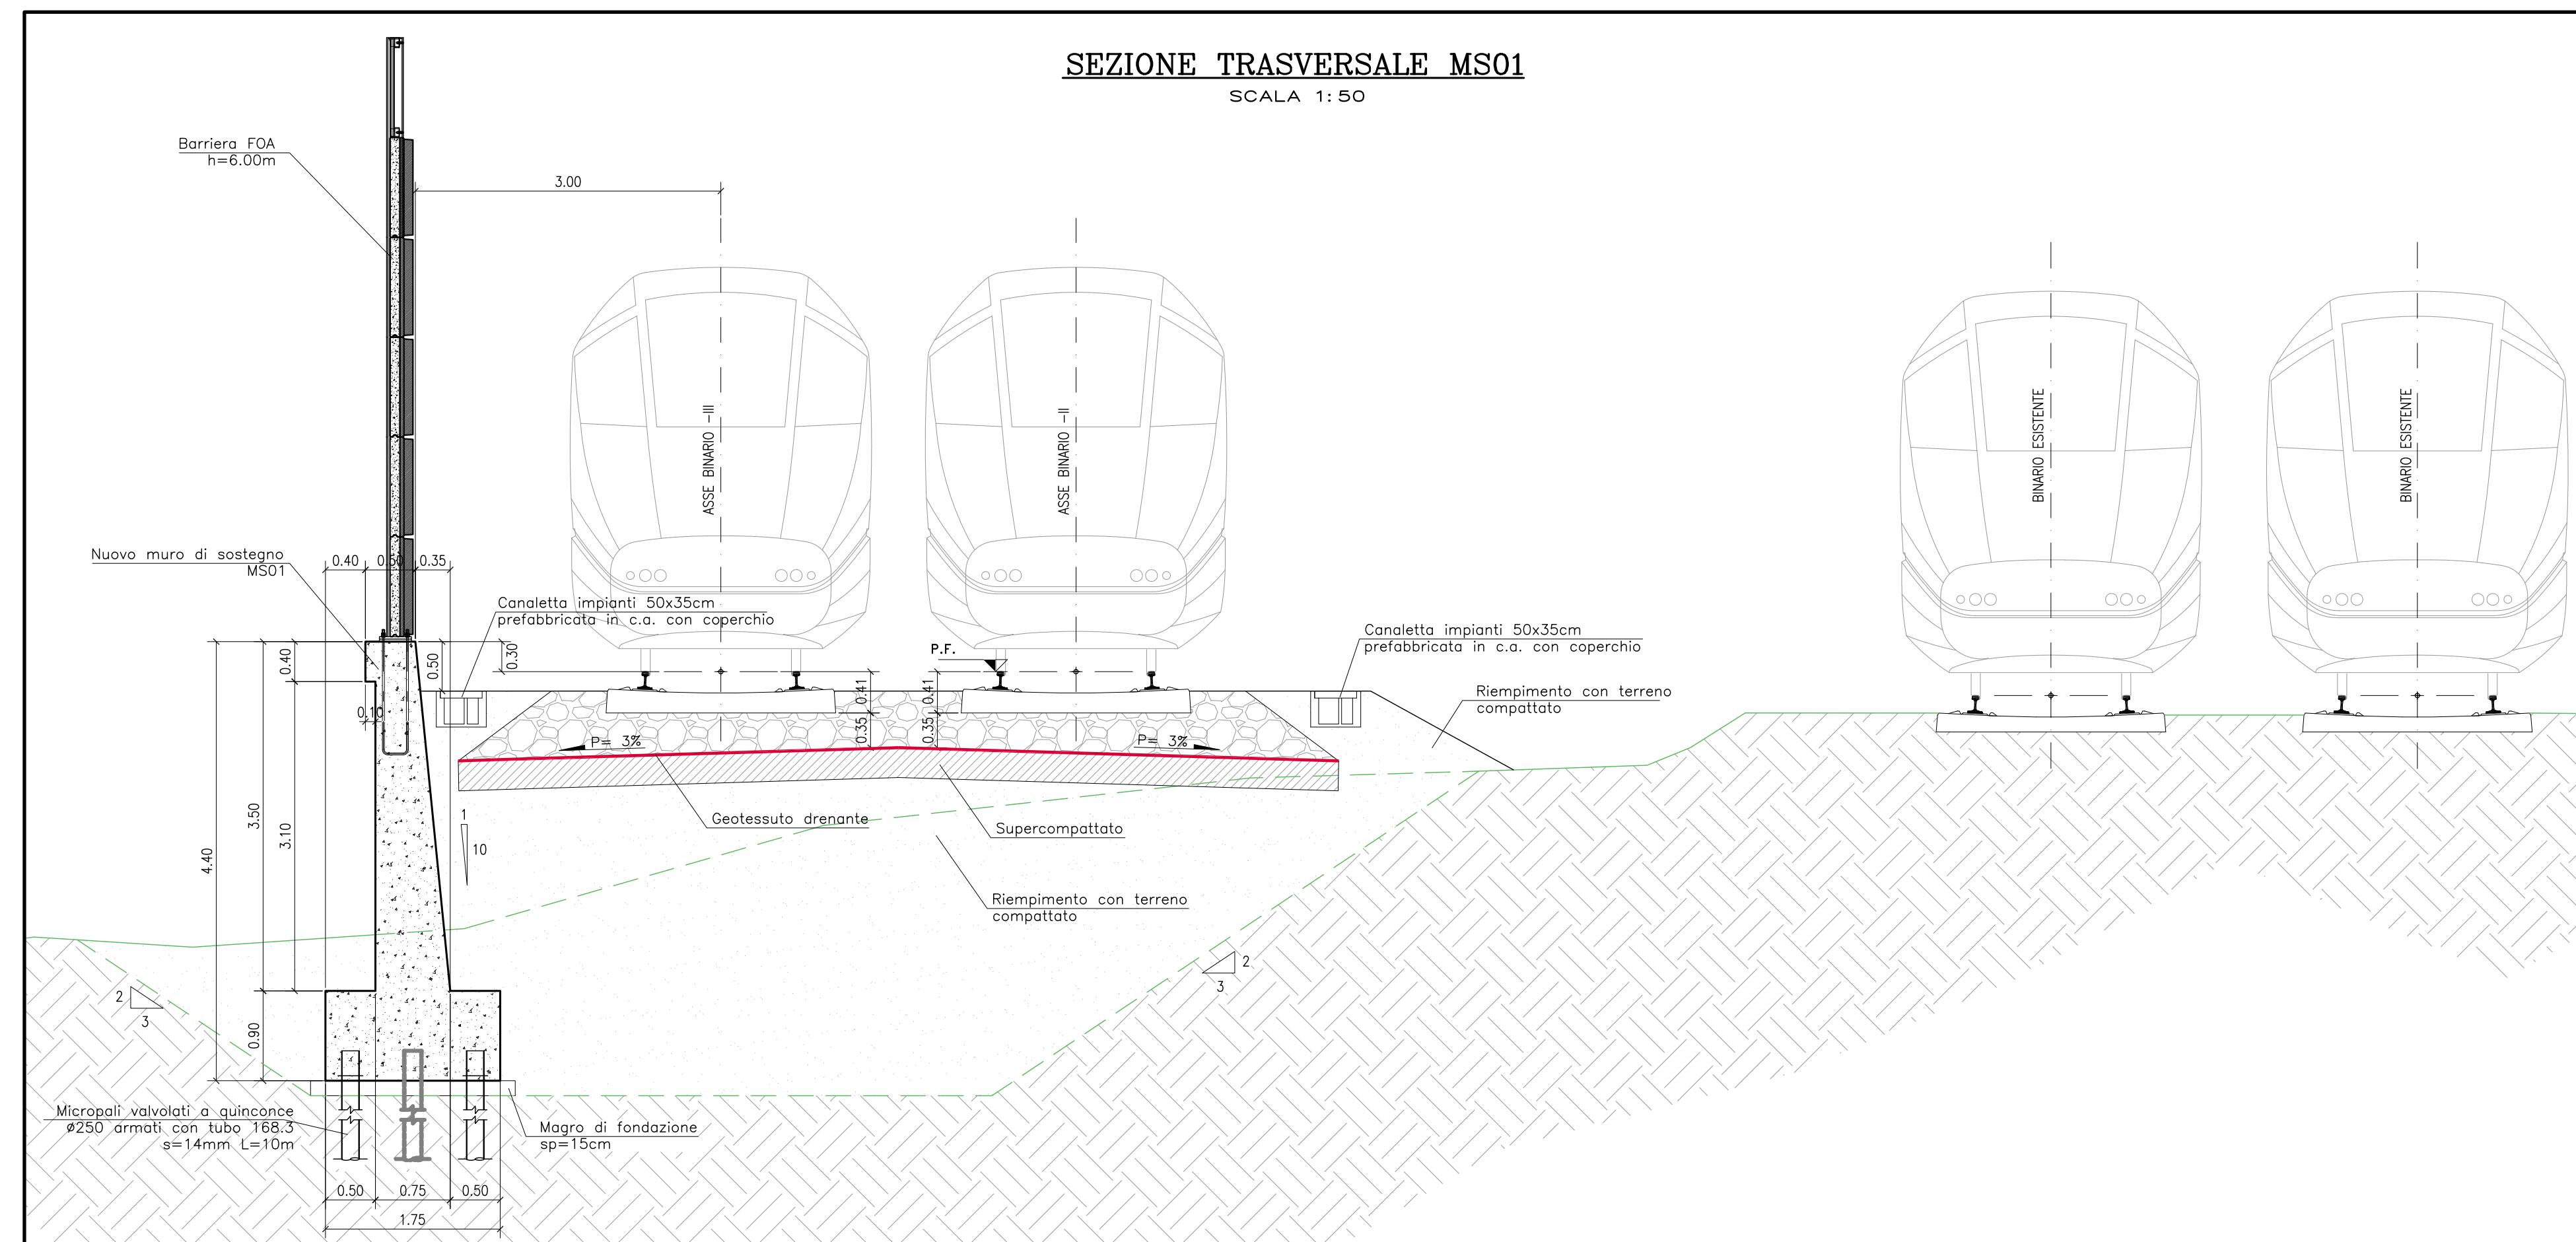 SEZIONE TRASVERSALE MS01
SCALA 1:50
Barriera FOA
h=6.00m
3.00
ASSE BINARIO -III
ASSE BINARIO -II
BINARIO ESISTENTE
BINARIO ESISTENTE
Nuovo muro di sostegno
MS01
0.40
0.50
0.35
Canaletta impianti 50x35cm
prefabbricata in c.a. con coperchio
Canaletta impianti 50x35cm
prefabbricata in c.a. con coperchio
P.F.
0.40
0.50
0.30
0.41
0.41
0.35
0.35
0.10
P= 3%
P= 3%
Riempimento con terreno
compattato
Geotessuto drenante
Supercompattato
Riempimento con terreno
compattato
1
10
4.40
3.50
3.10
0.90
2
3
2
3
Micropali valvolati a quinconce
ø250 armati con tubo 168.3
s=14mm L=10m
Magro di fondazione
sp=15cm
0.50
0.75
0.50
1.75